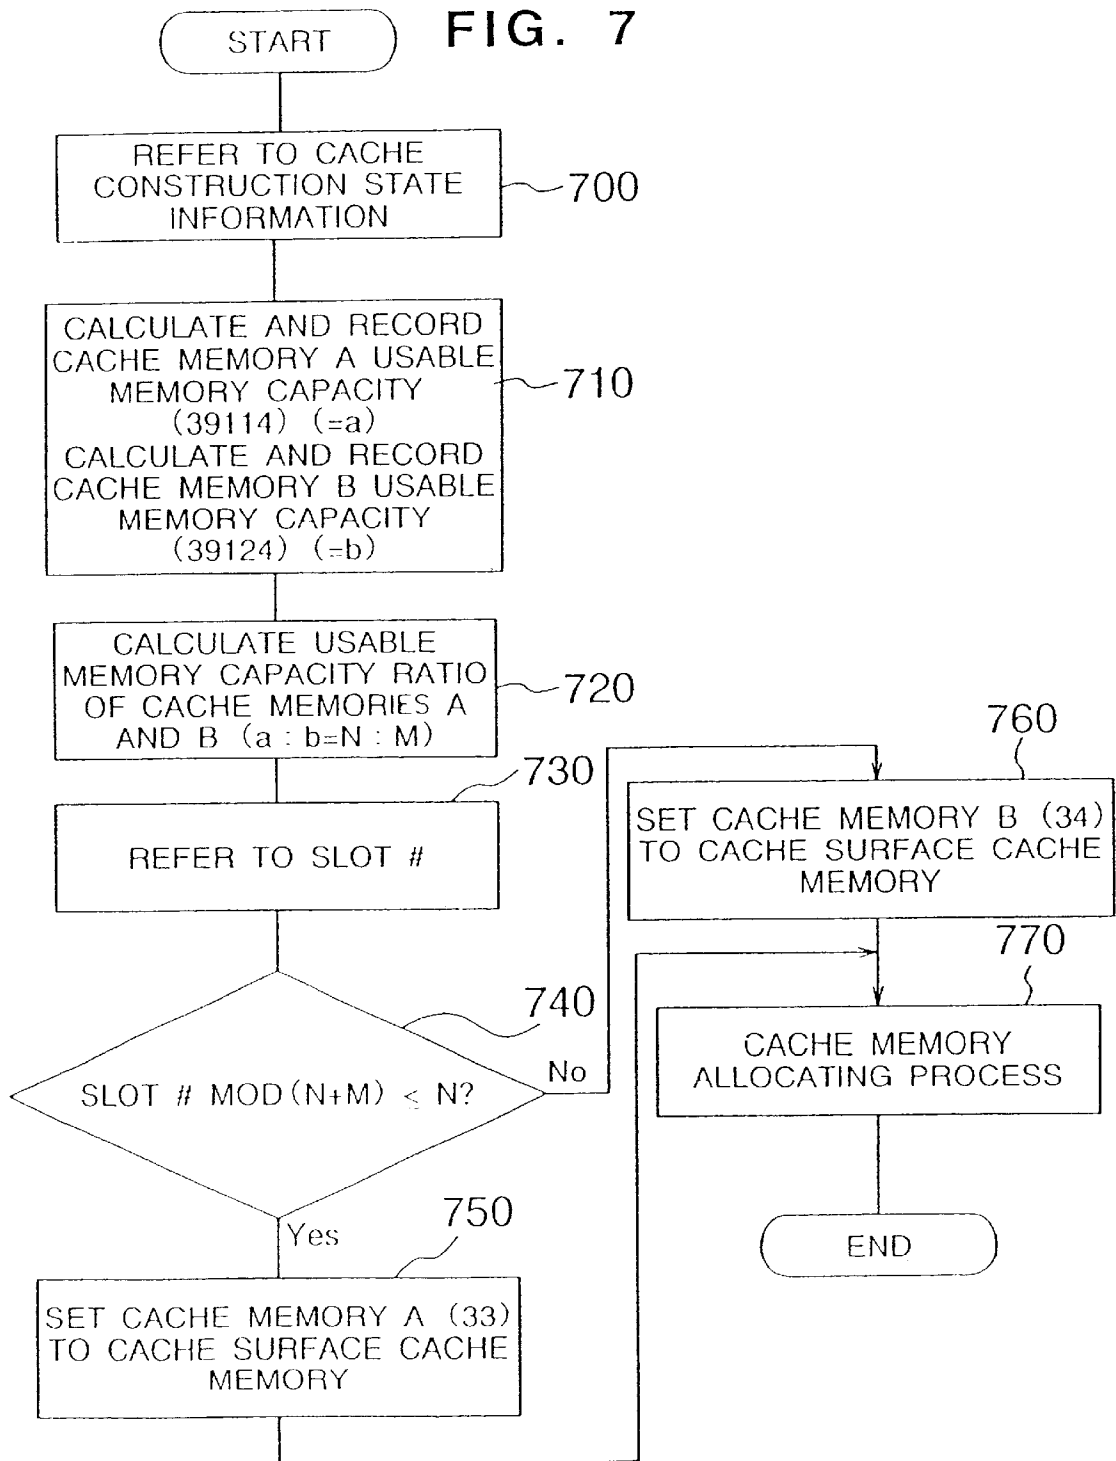 FIG. 7
START
REFER TO CACHE
CONSTRUCTION STATE
INFORMATION
700
CALCULATE AND RECORD
CACHE MEMORY A USABLE
MEMORY CAPACITY
(39114) (=a)
CALCULATE AND RECORD
CACHE MEMORY B USABLE
MEMORY CAPACITY
(39124) (=b)
710
CALCULATE USABLE
MEMORY CAPACITY RATIO
OF CACHE MEMORIES A
AND B (a : b=N : M)
720
730
REFER TO SLOT #
740
SLOT # MOD(N+M) ≤ N?
No
Yes
750
SET CACHE MEMORY A (33)
TO CACHE SURFACE CACHE
MEMORY
760
SET CACHE MEMORY B (34)
TO CACHE SURFACE CACHE
MEMORY
770
CACHE MEMORY
ALLOCATING PROCESS
END